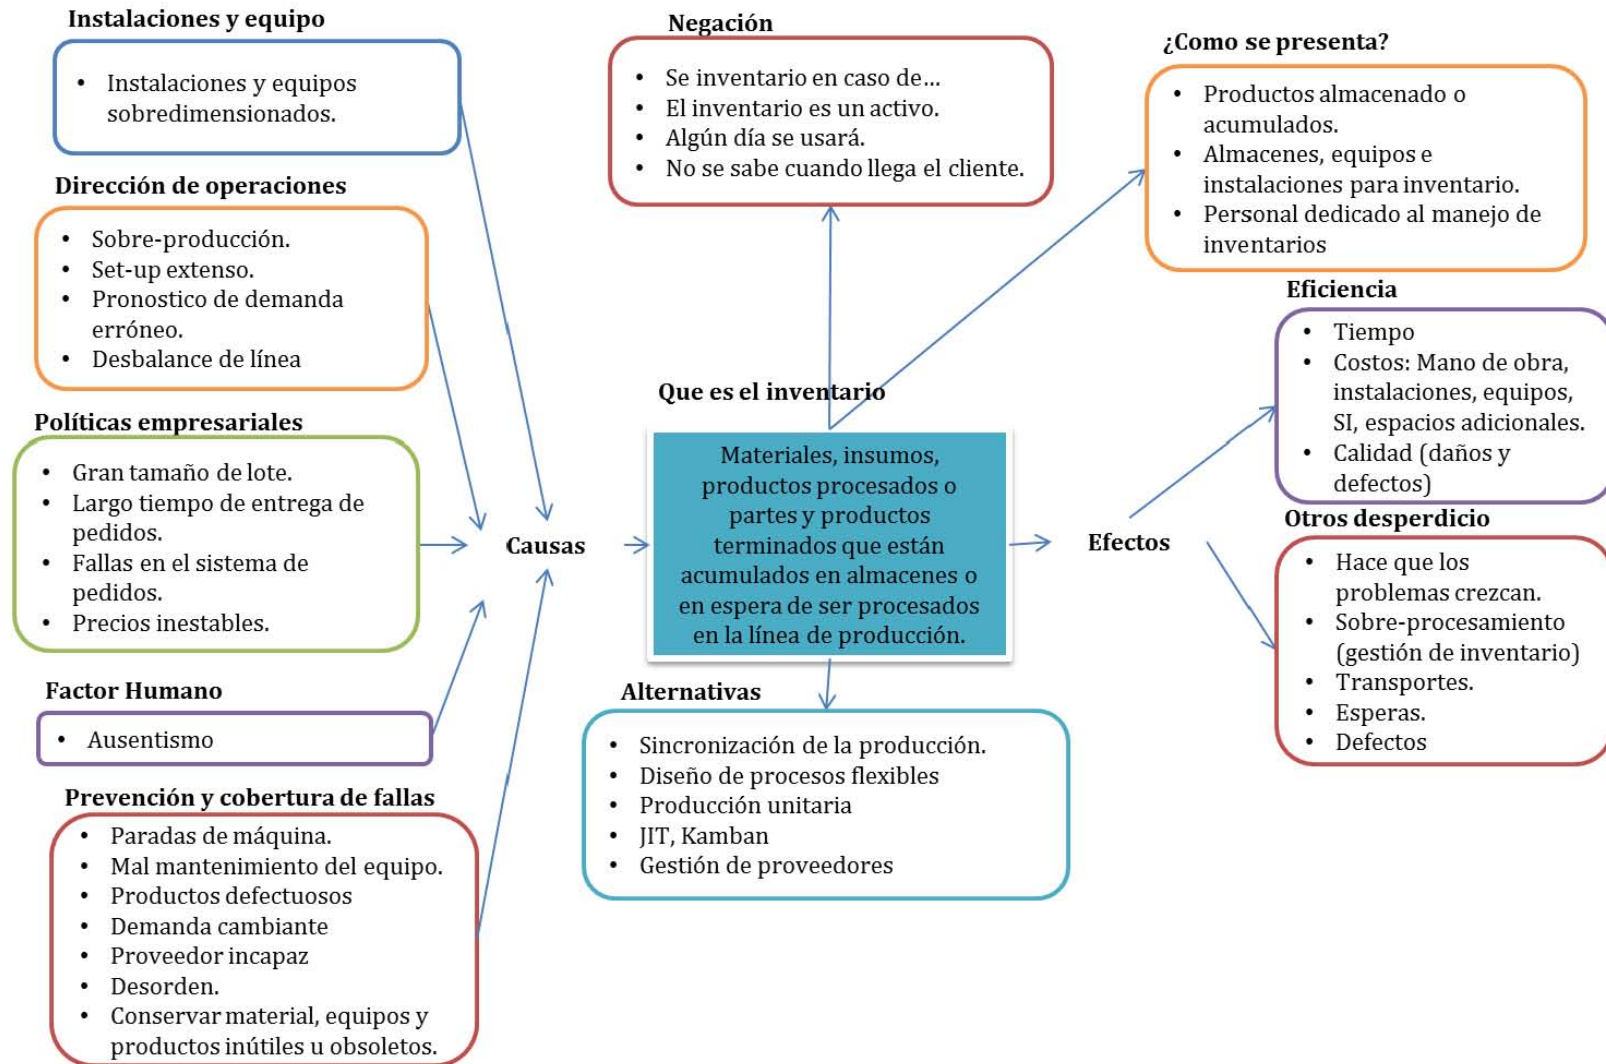 Instalaciones y equipo
• Instalaciones y equipos
sobredimensionados.
Dirección de operaciones
• Sobre-producción.
• Set-up extenso.
• Pronostico de demanda
erróneo.
• Desbalance de línea
Políticas empresariales
• Gran tamaño de lote.
• Largo tiempo de entrega de
pedidos.
• Fallas en el sistema de
pedidos.
• Precios inestables.
Factor Humano
• Ausentismo
Prevención y cobertura de fallas
• Paradas de máquina.
• Mal mantenimiento del equipo.
• Productos defectuosos
• Demanda cambiante
• Proveedor incapaz
• Desorden.
• Conservar material, equipos y
productos inútiles u obsoletos.
Causas
Negación
• Se inventario en caso de...
• El inventario es un activo.
• Algún día se usará.
• No se sabe cuando llega el cliente.
Que es el inventario
Materiales, insumos,
productos procesados o
partes y productos
terminados que están
acumulados en almacenes o
en espera de ser procesados
en la línea de producción.
Alternativas
• Sincronización de la producción.
• Diseño de procesos flexibles
• Producción unitaria
• JIT, Kamban
• Gestión de proveedores
¿Como se presenta?
• Productos almacenado o
acumulados.
• Almacenes, equipos e
instalaciones para inventario.
• Personal dedicado al manejo de
inventarios
Efectos
Eficiencia
• Tiempo
• Costos: Mano de obra,
instalaciones, equipos,
SI, espacios adicionales.
• Calidad (daños y
defectos)
Otros desperdicio
• Hace que los
problemas crezcan.
• Sobre-procesamiento
(gestión de inventario)
• Transportes.
• Esperas.
• Defectos